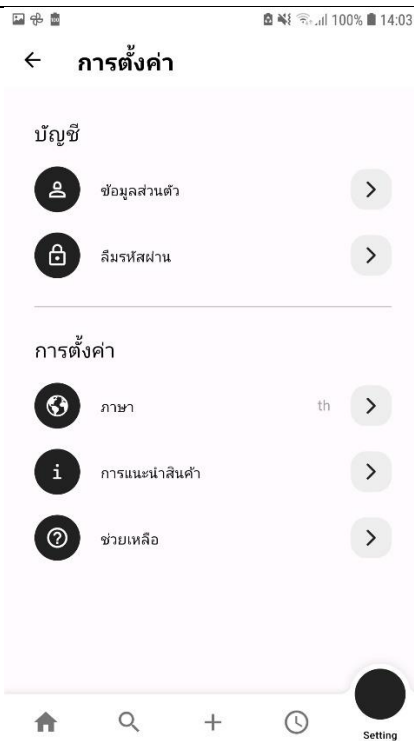 100% 14:03
การตั้งค่า
บัญชี
ข้อมูลส่วนตัว
ลืมรหัสผ่าน
การตั้งค่า
ภาษา th
การแนะนำสินค้า
ช่วยเหลือ
Setting